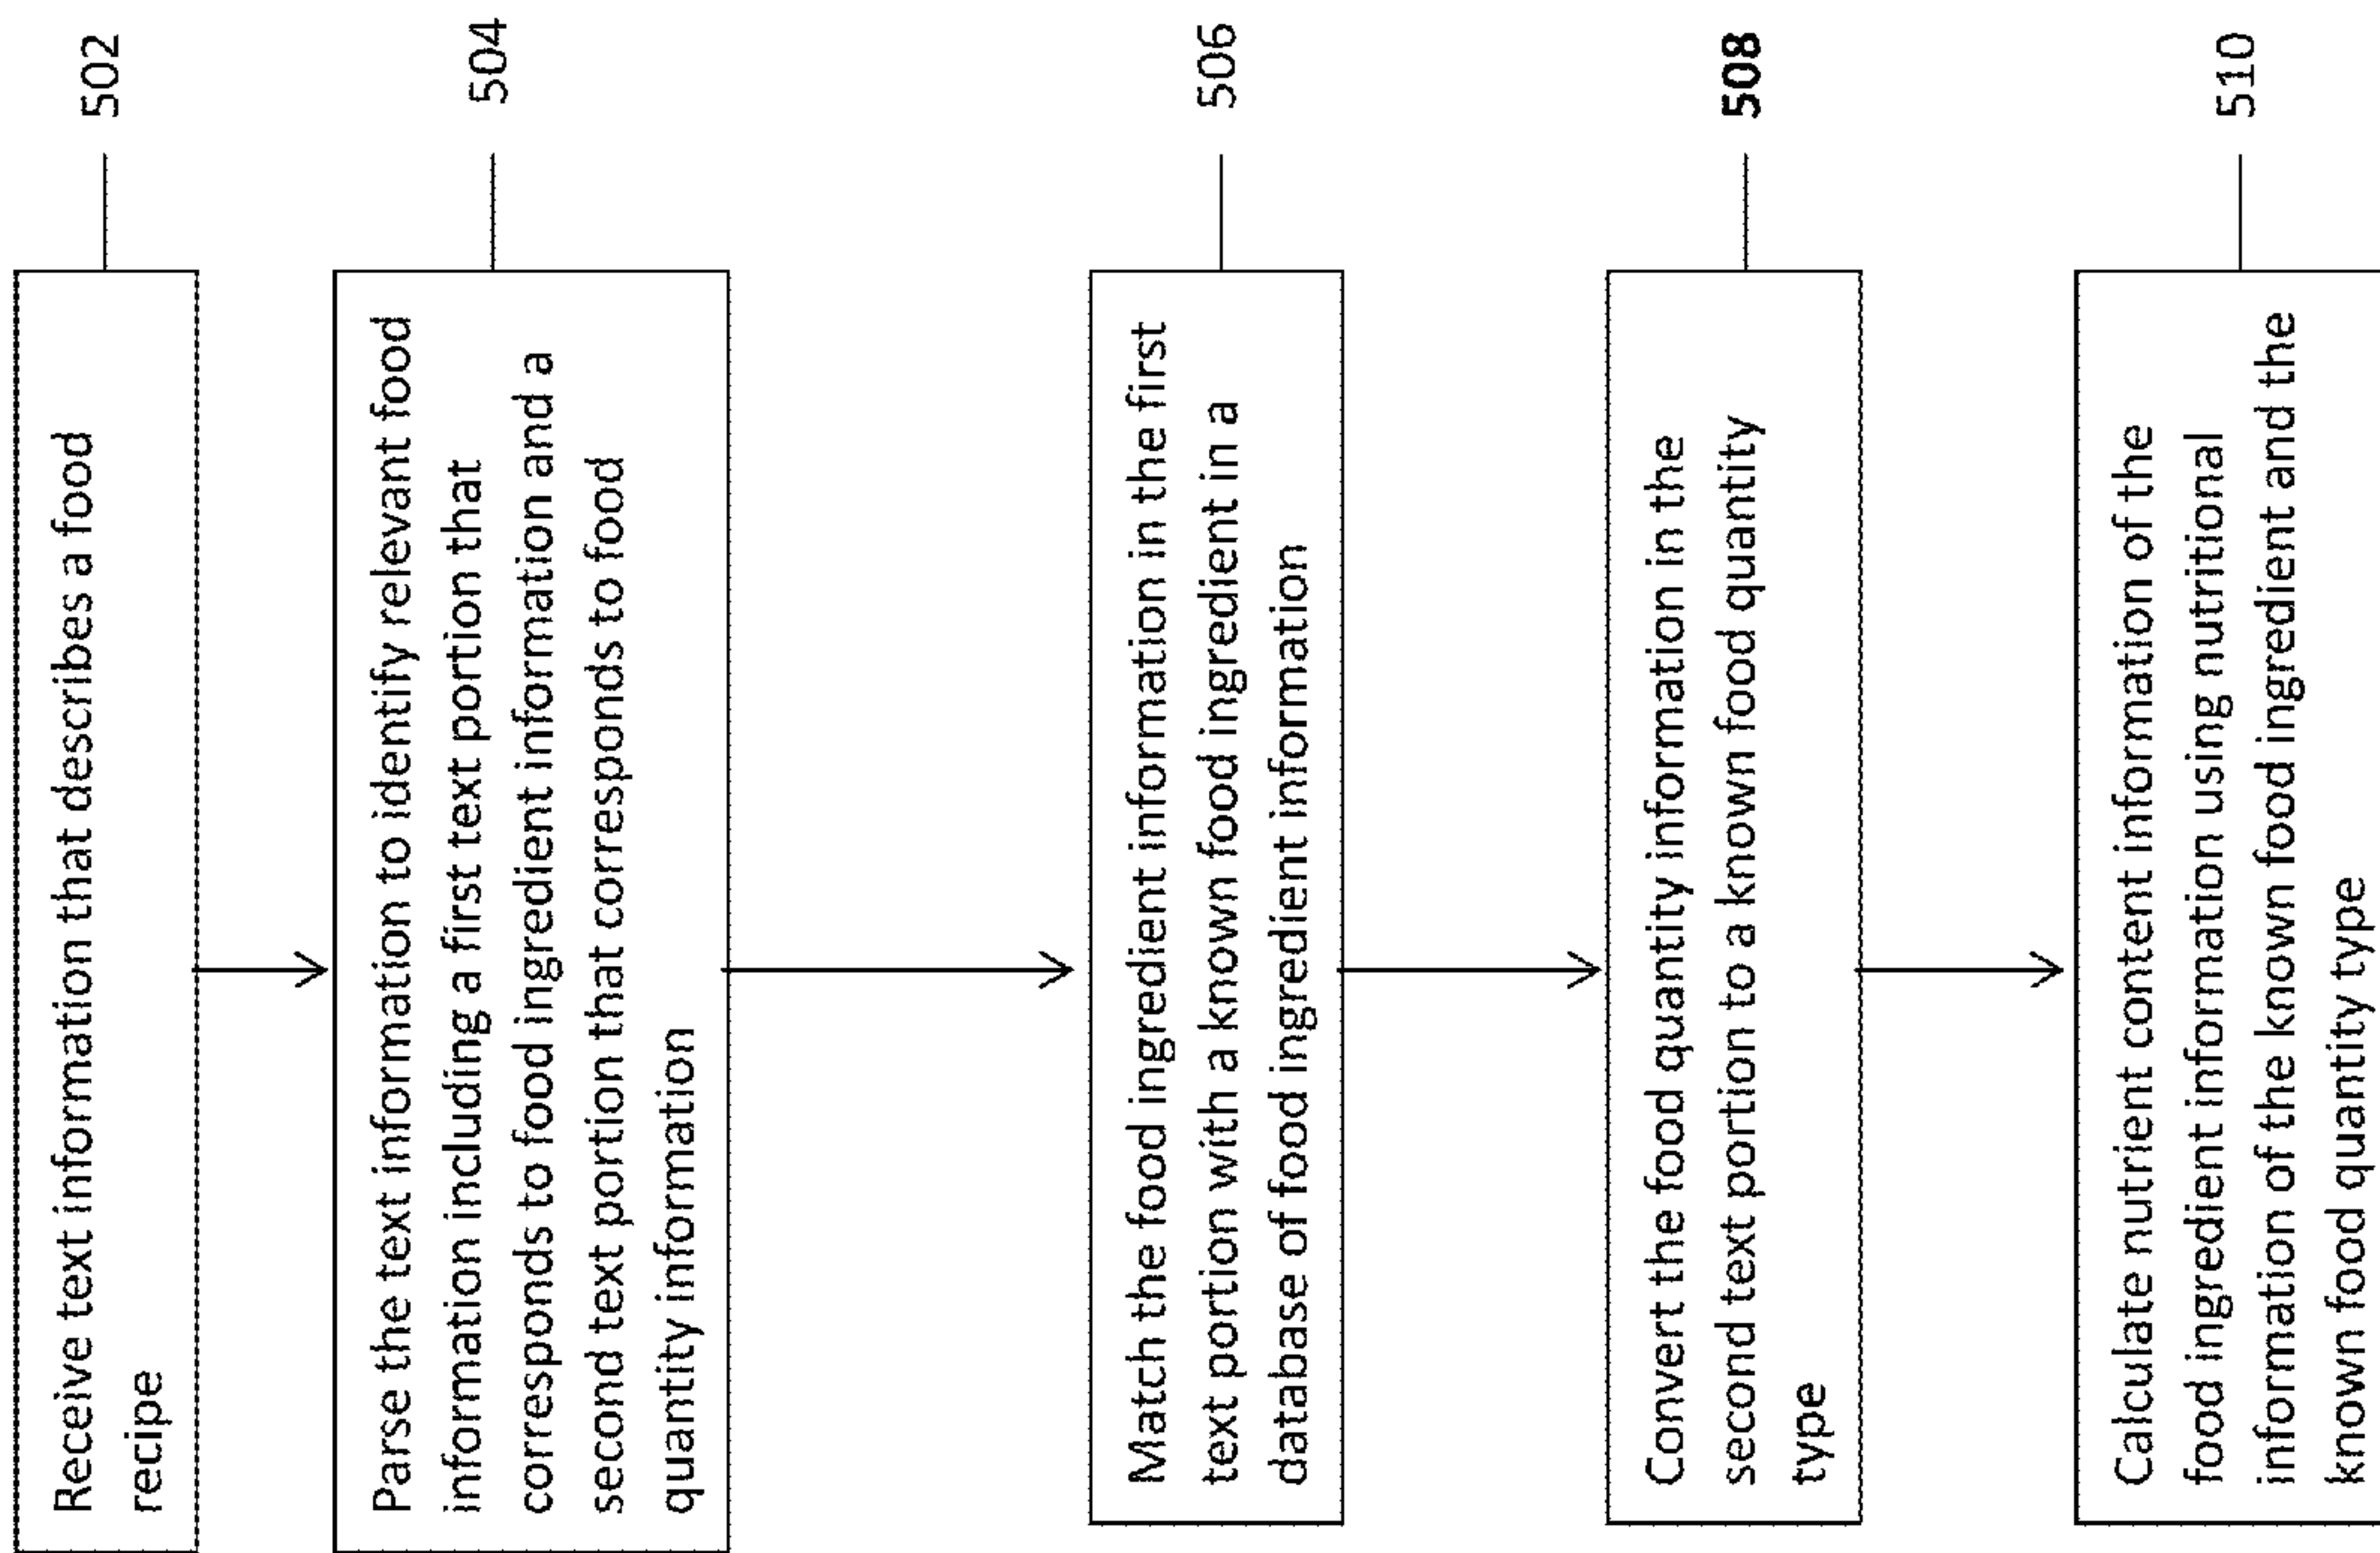 Receive text information that describes a food
recipe
502
Parse the text information to identify relevant food
information including a first text portion that
corresponds to food ingredient information and a
second text portion that corresponds to food
quantity information
504
Match the food ingredient information in the first
text portion with a known food ingredient in a
database of food ingredient information
506
Convert the food quantity information in the
second text portion to a known food quantity
type
508
Calculate nutrient content information of the
food ingredient information using nutritional
information of the known food ingredient and the
known food quantity type
510